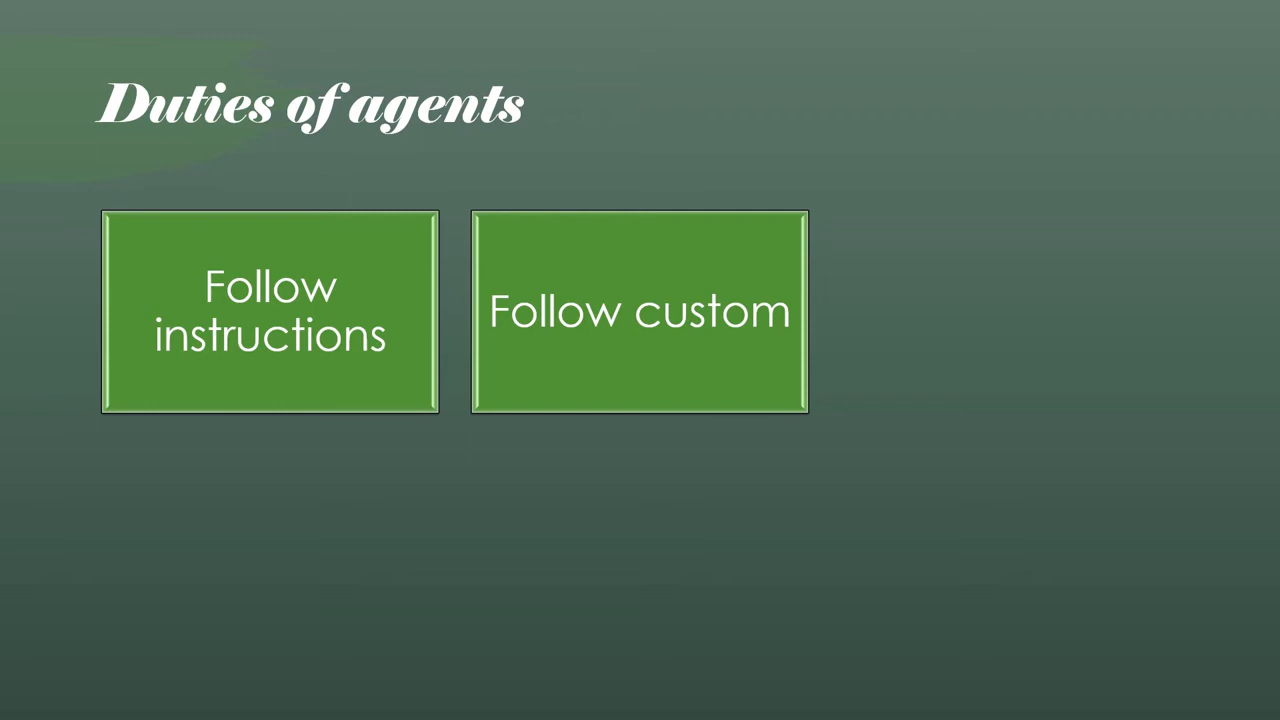 Duties of agents
Follow
instructions
Follow custom